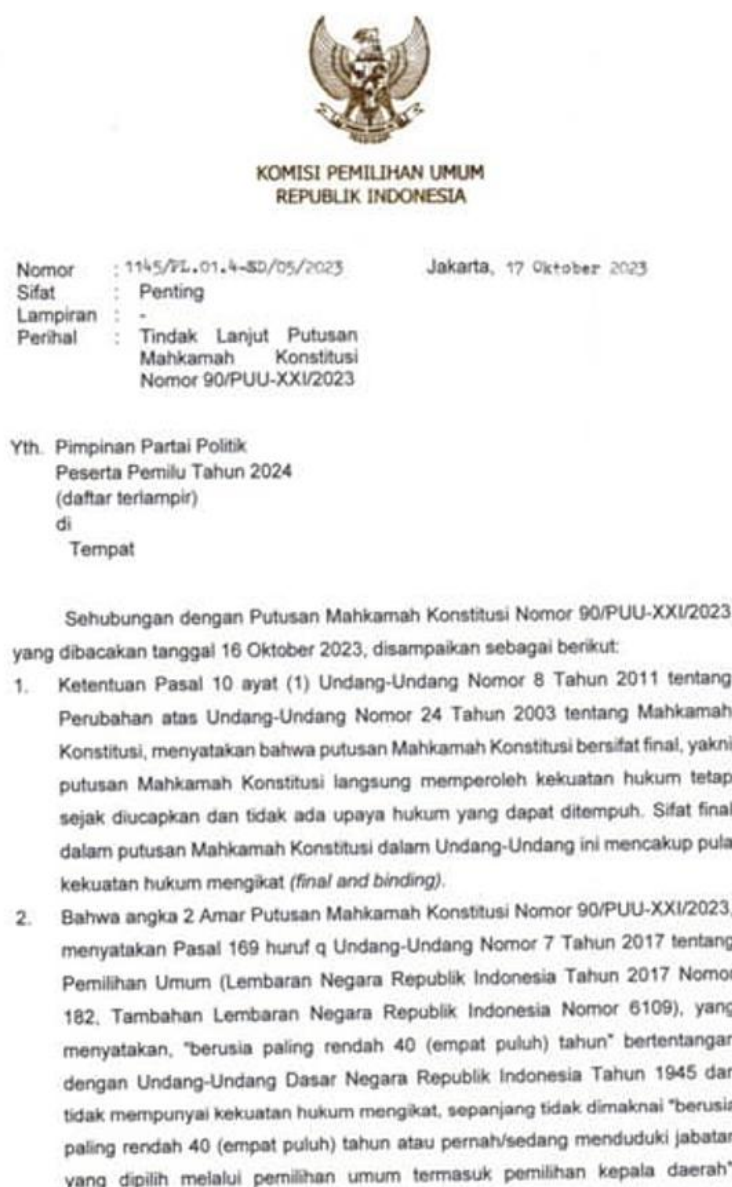 KOMISI PEMILIHAN UMUM
REPUBLIK INDONESIA
Nomor : 1145/PL.01.4-SD/05/2023 Jakarta, 17 Oktober 2023
Sifat : Penting
Lampiran : -
Perihal : Tindak Lanjut Putusan
Mahkamah Konstitusi
Nomor 90/PUU-XXI/2023
Yth. Pimpinan Partai Politik
Peserta Pemilu Tahun 2024
(daftar terlampir)
di
Tempat
Sehubungan dengan Putusan Mahkamah Konstitusi Nomor 90/PUU-XXI/2023
yang dibacakan tanggal 16 Oktober 2023, disampaikan sebagai berikut:
1. Ketentuan Pasal 10 ayat (1) Undang-Undang Nomor 8 Tahun 2011 tentang
Perubahan atas Undang-Undang Nomor 24 Tahun 2003 tentang Mahkamah
Konstitusi, menyatakan bahwa putusan Mahkamah Konstitusi bersifat final, yakni
putusan Mahkamah Konstitusi langsung memperoleh kekuatan hukum tetap
sejak diucapkan dan tidak ada upaya hukum yang dapat ditempuh. Sifat final
dalam putusan Mahkamah Konstitusi dalam Undang-Undang ini mencakup pula
kekuatan hukum mengikat (final and binding).
2. Bahwa angka 2 Amar Putusan Mahkamah Konstitusi Nomor 90/PUU-XXI/2023,
menyatakan Pasal 169 huruf q Undang-Undang Nomor 7 Tahun 2017 tentang
Pemilihan Umum (Lembaran Negara Republik Indonesia Tahun 2017 Nomor
182, Tambahan Lembaran Negara Republik Indonesia Nomor 6109), yang
menyatakan, "berusia paling rendah 40 (empat puluh) tahun" bertentangan
dengan Undang-Undang Dasar Negara Republik Indonesia Tahun 1945 dan
tidak mempunyai kekuatan hukum mengikat, sepanjang tidak dimaknai "berusia
paling rendah 40 (empat puluh) tahun atau pernah/sedang menduduki jabatan
yang dipilih melalui pemilihan umum termasuk pemilihan kepala daerah"